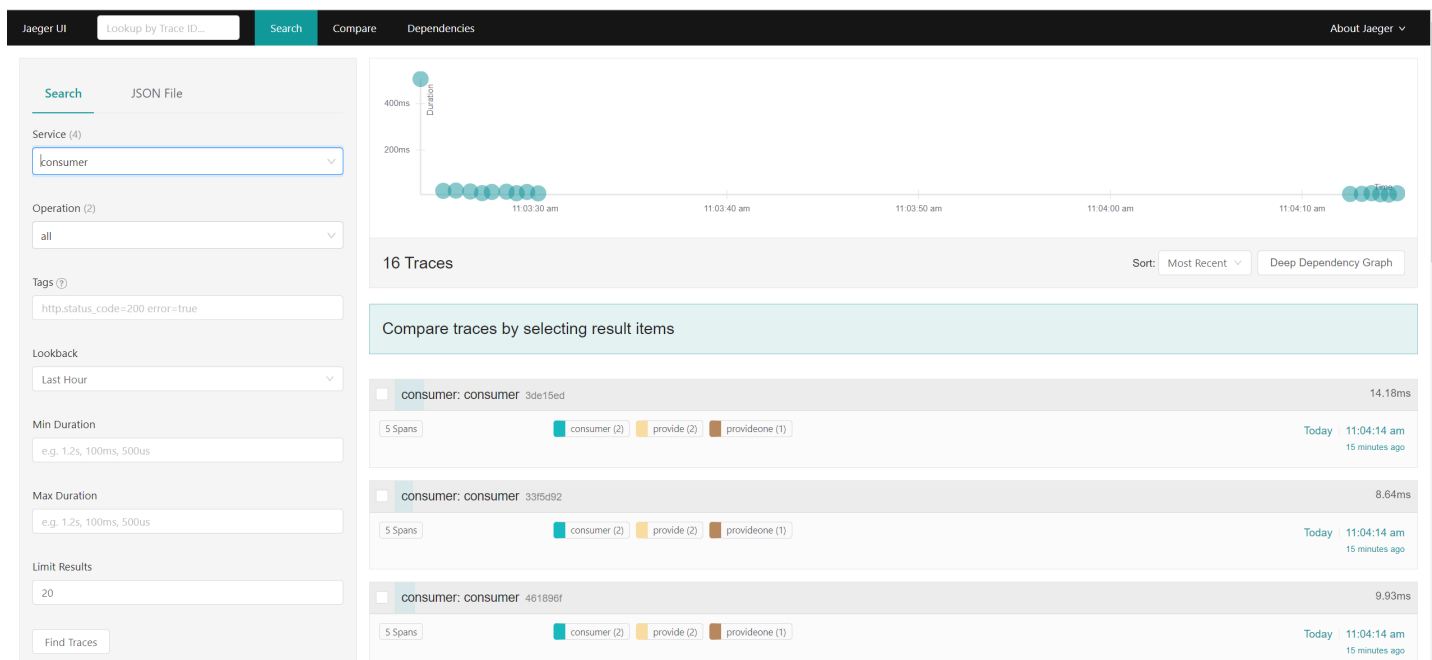 Jaeger UI
Lookup by Trace ID...
Search
Compare
Dependencies
About Jaeger
Search
JSON File
Service (4)
consumer
Operation (2)
all
Tags
http.status_code=200 error=true
Lookback
Last Hour
Min Duration
e.g. 1.2s, 100ms, 500us
Max Duration
e.g. 1.2s, 100ms, 500us
Limit Results
20
Find Traces
Duration
400ms
200ms
Time
11:03:30 am
11:03:40 am
11:03:50 am
11:04:00 am
11:04:10 am
16 Traces
Sort:
Most Recent
Deep Dependency Graph
Compare traces by selecting result items
consumer: consumer 3de15ed
14.18ms
5 Spans
consumer (2)
provide (2)
provideone (1)
Today 11:04:14 am
15 minutes ago
consumer: consumer 33f5d92
8.64ms
5 Spans
consumer (2)
provide (2)
provideone (1)
Today 11:04:14 am
15 minutes ago
consumer: consumer 461896f
9.93ms
5 Spans
consumer (2)
provide (2)
provideone (1)
Today 11:04:14 am
15 minutes ago